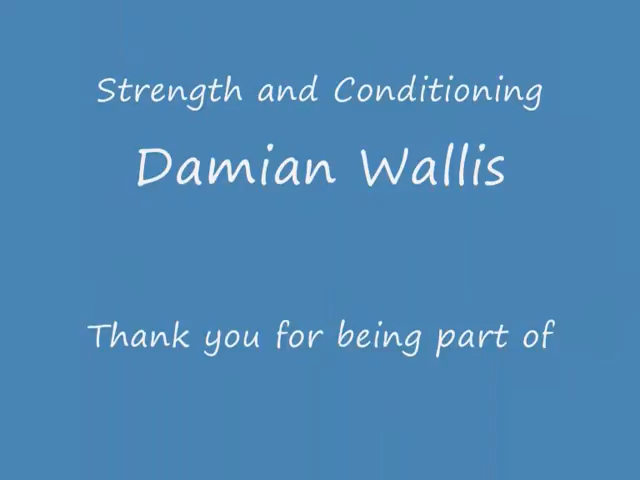 Strength and Conditioning
Damian Wallis
Thank you for being part of